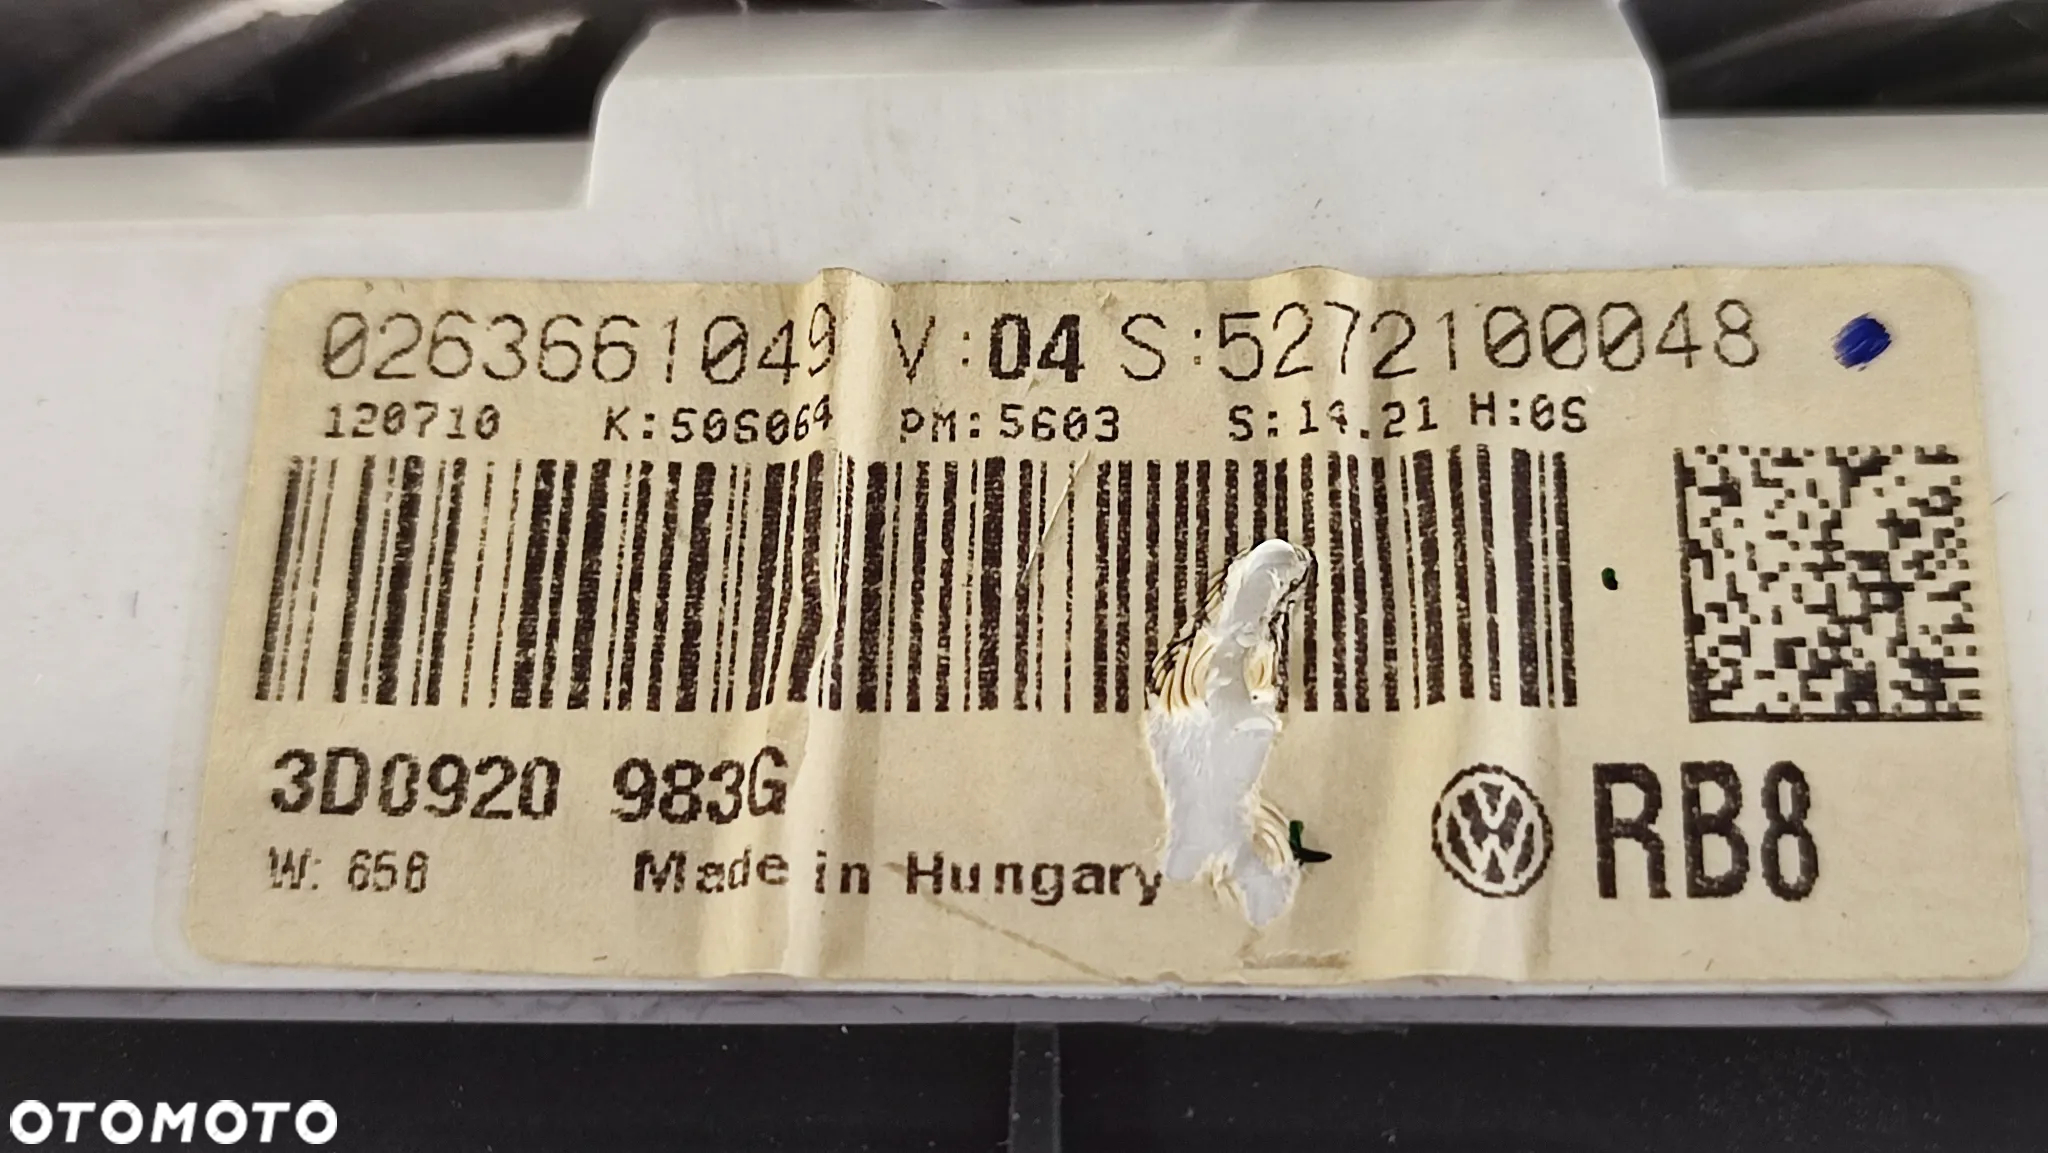 0263661049 V:04 S:5272100048
120710 K:50S064 PM:5603 S:14.21 H:0S
3D0920 983G
W: 658 Made in Hungary
RB8
OTOMOTO